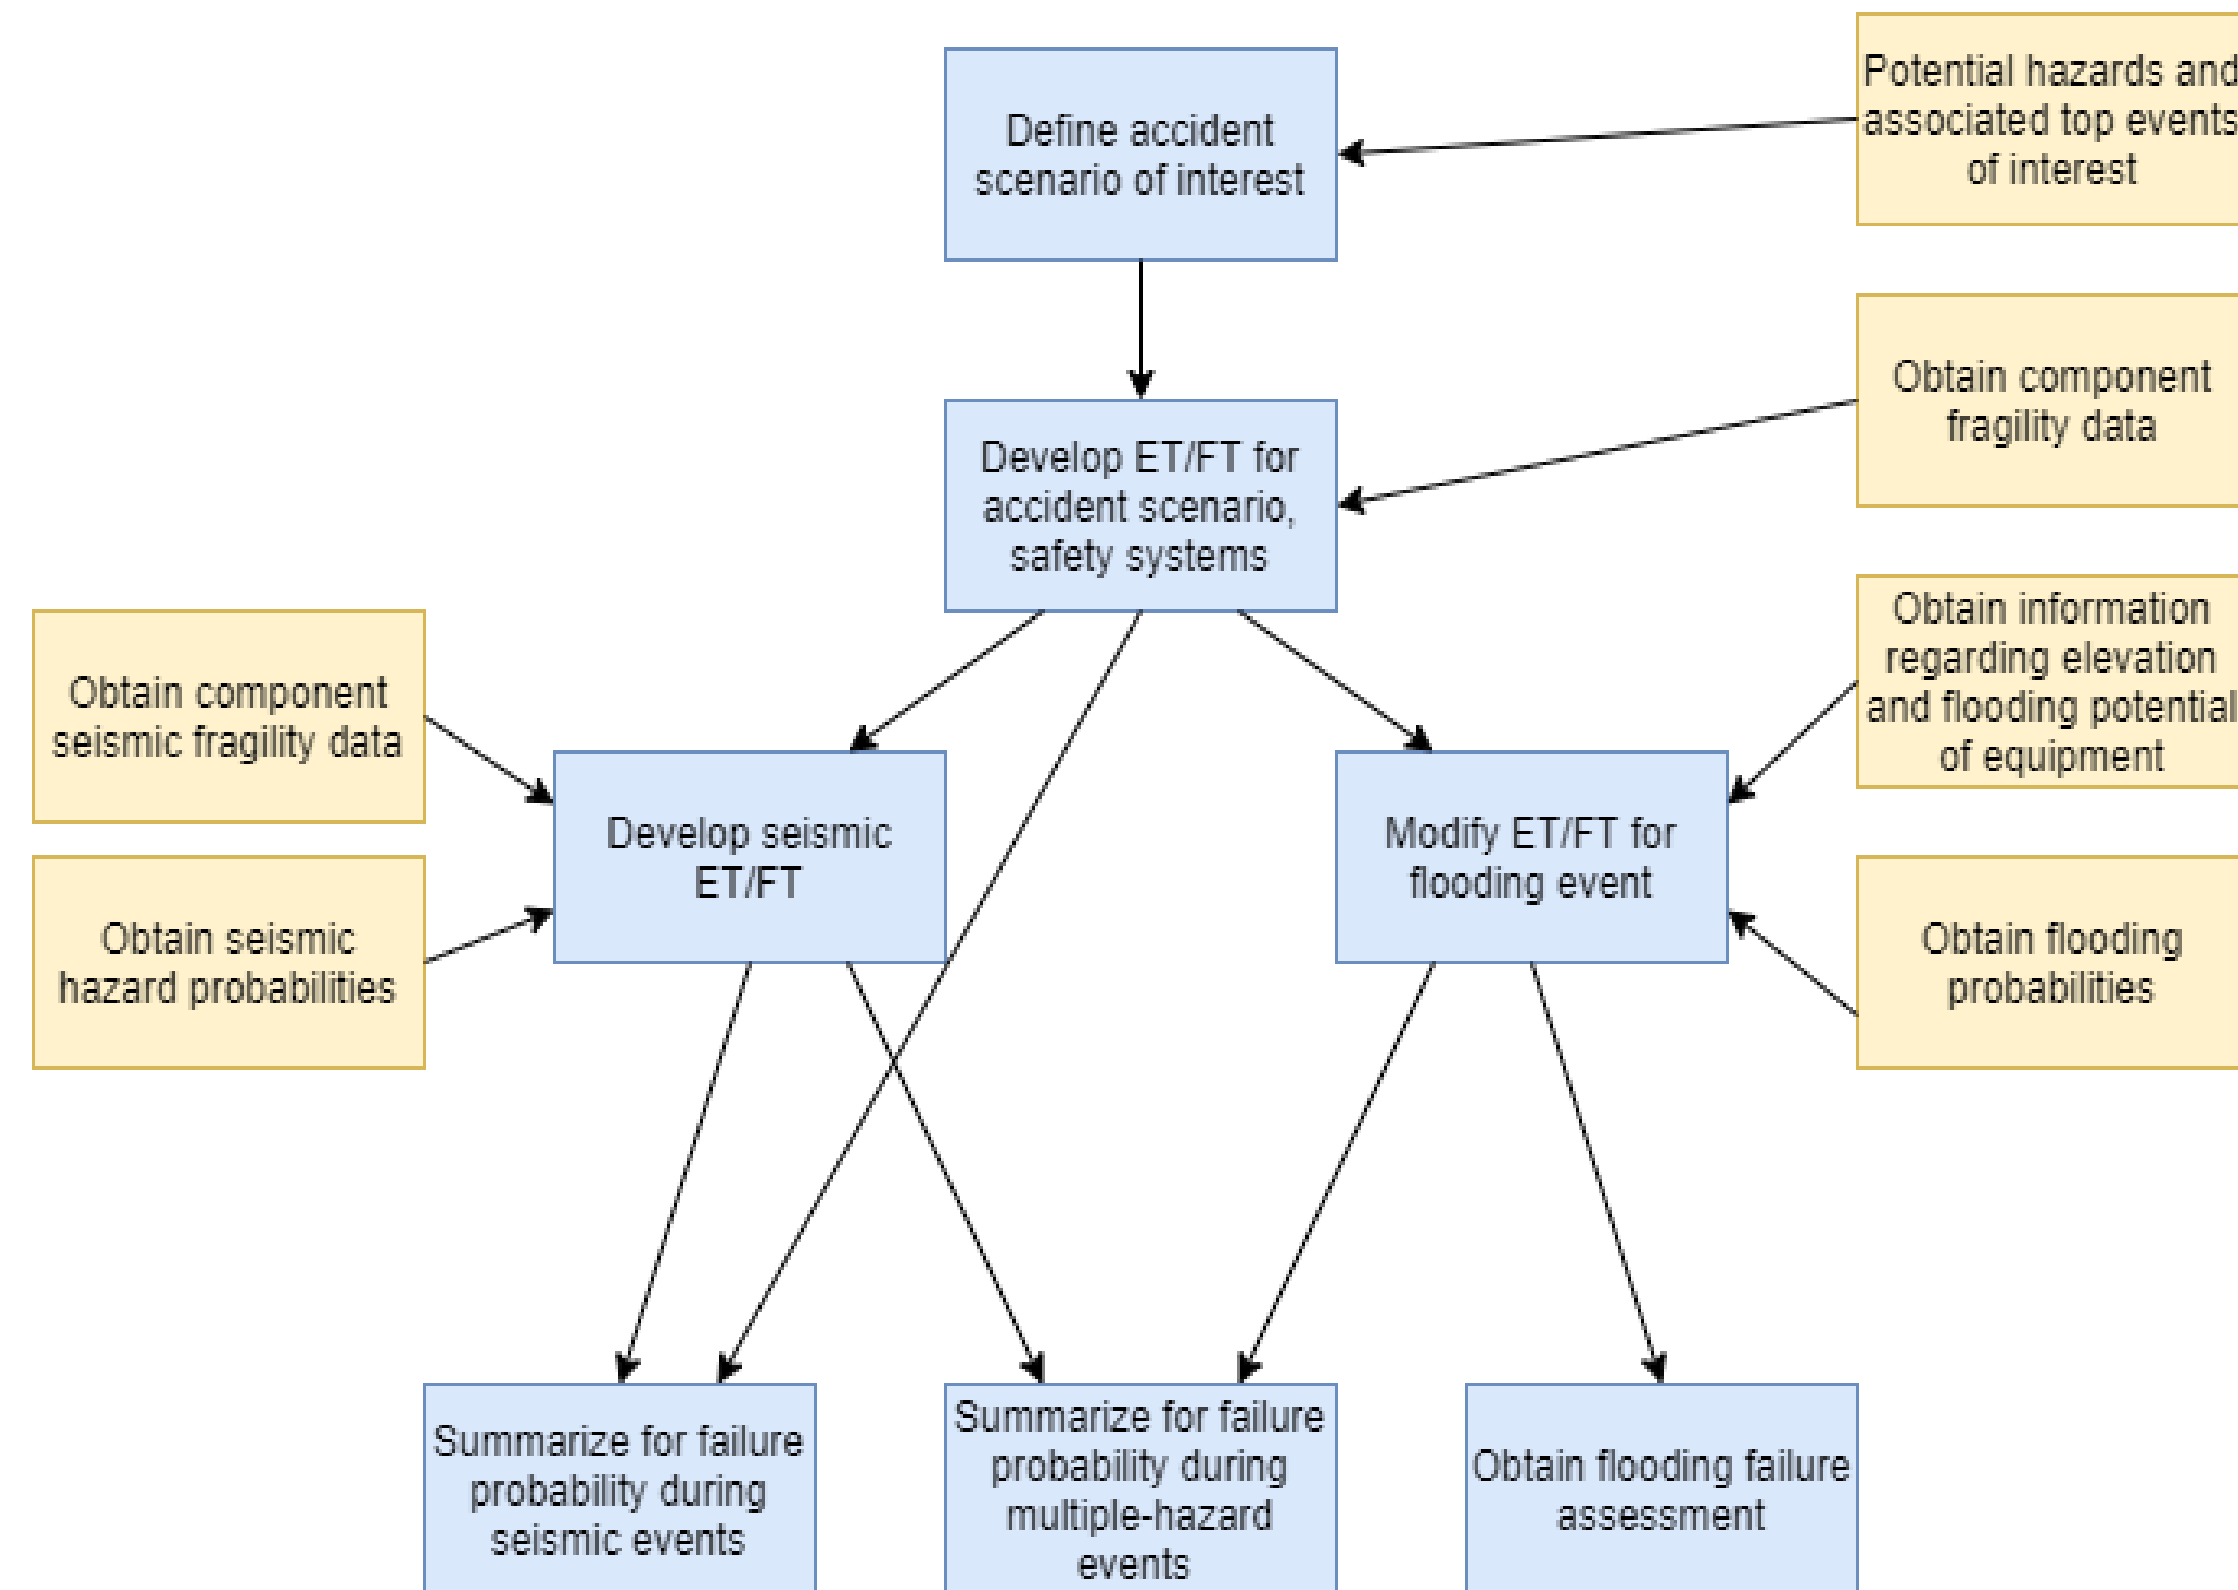 Potential hazards and
associated top events
of interest
Define accident
scenario of interest
Obtain component
fragility data
Develop ET/FT for
accident scenario,
safety systems
Obtain information
regarding elevation
and flooding potential
of equipment
Obtain component
seismic fragility data
Develop seismic
ET/FT
Modify ET/FT for
flooding event
Obtain seismic
hazard probabilities
Obtain flooding
probabilities
Summarize for failure
probability during
seismic events
Summarize for failure
probability during
multiple-hazard
events
Obtain flooding failure
assessment